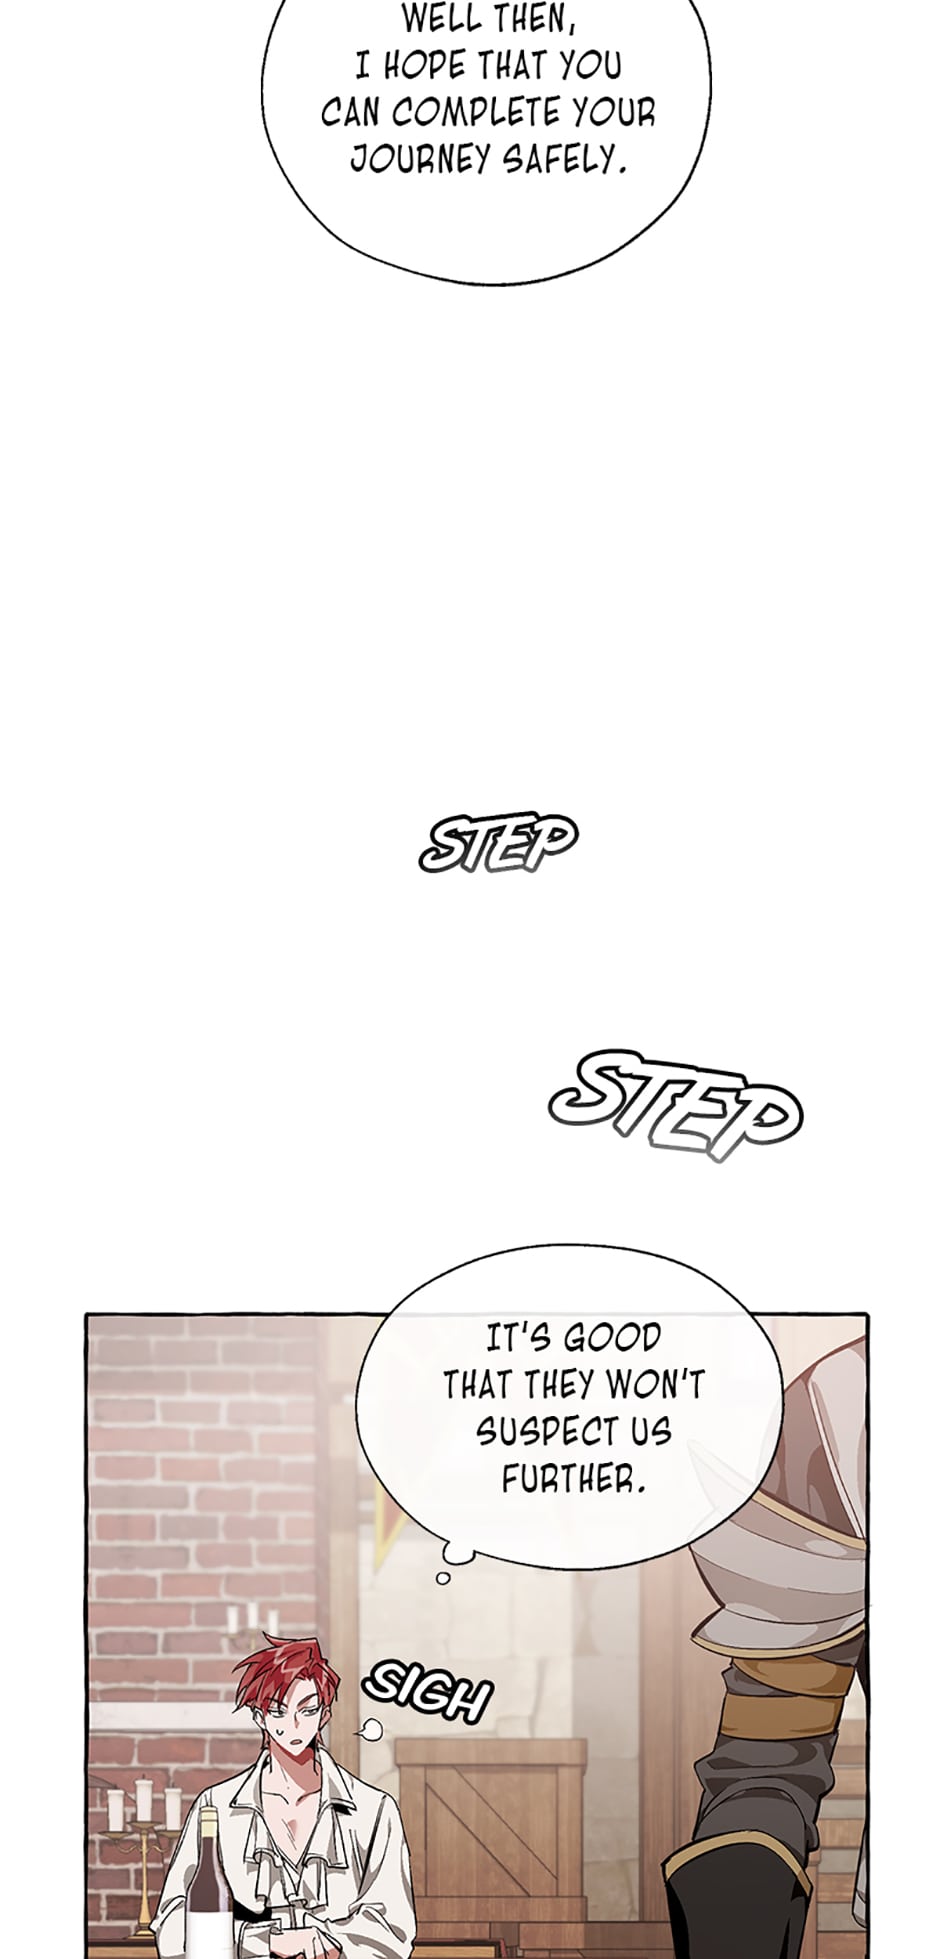 WELL THEN,
I HOPE THAT YOU
CAN COMPLETE YOUR
JOURNEY SAFELY.
STEP
STEP
IT'S GOOD
THAT THEY WON'T
SUSPECT US
FURTHER.
SIGH